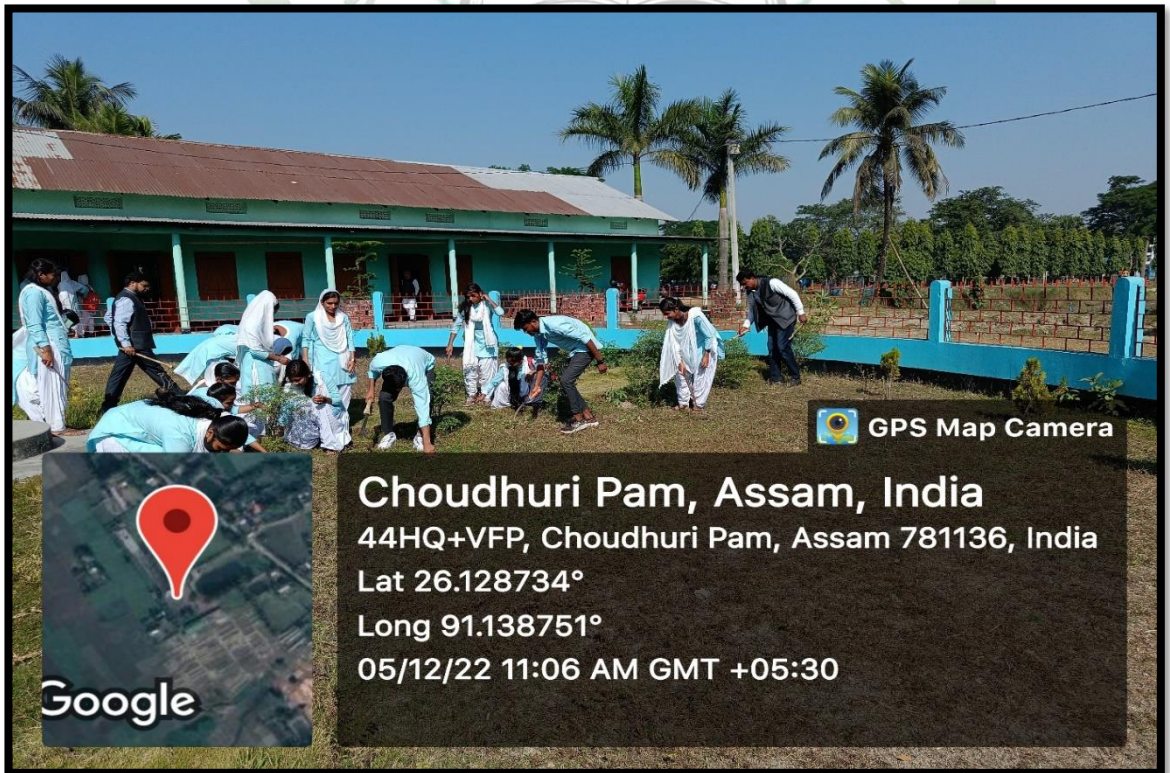 GPS Map Camera
Choudhuri Pam, Assam, India
44HQ+VFP, Choudhuri Pam, Assam 781136, India
Lat 26.128734°
Long 91.138751°
05/12/22 11:06 AM GMT +05:30
Google